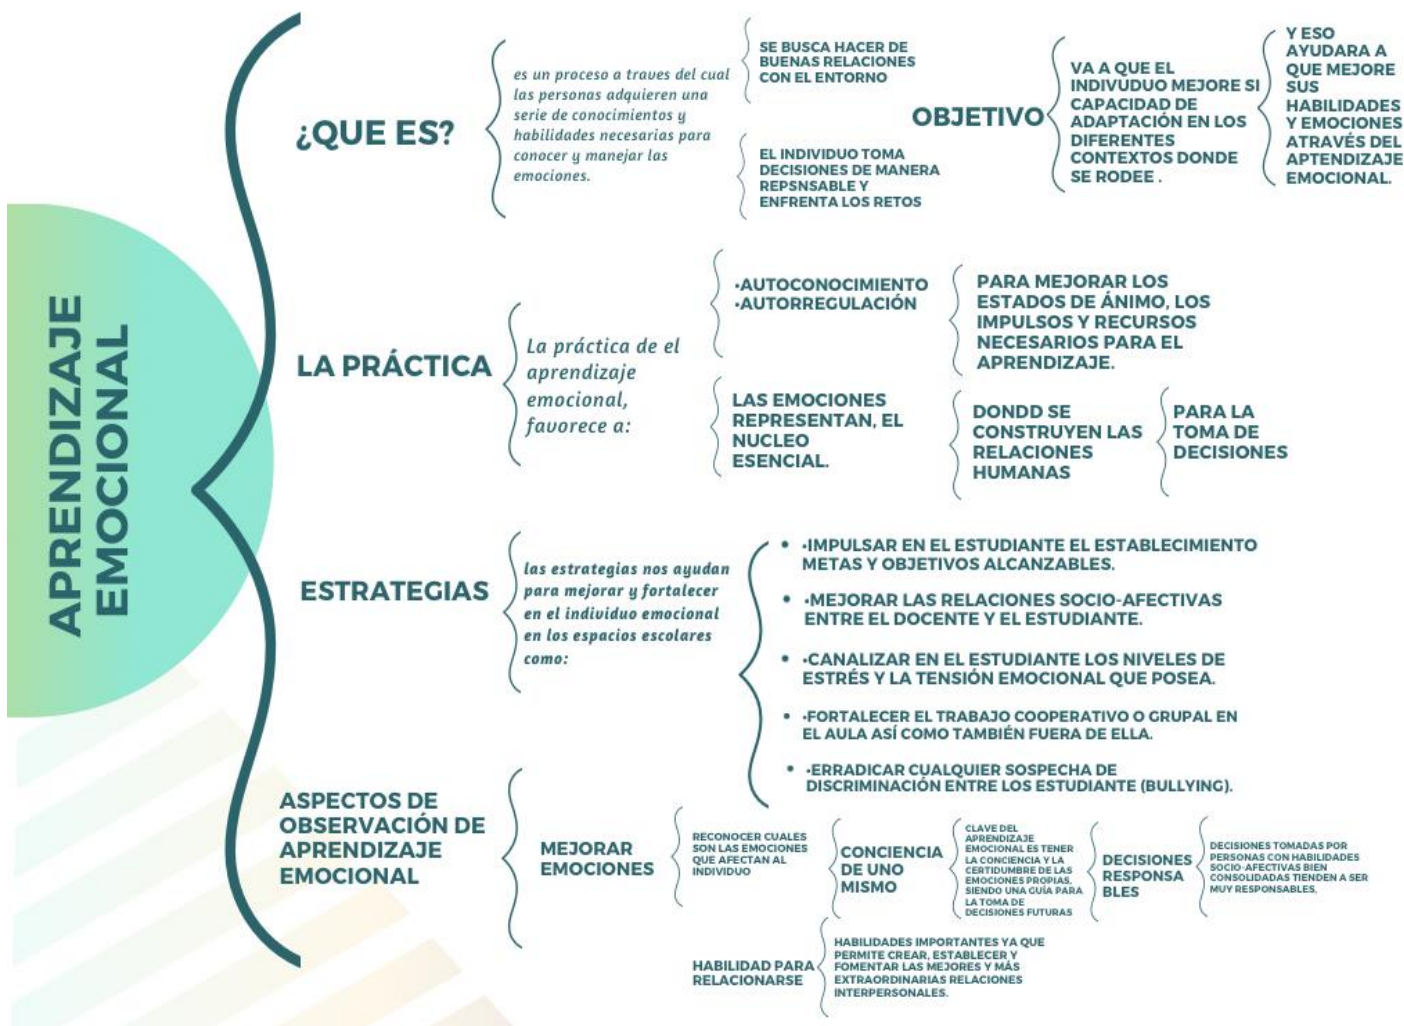 APRENDIZAJE
EMOCIONAL
¿QUE ES?
es un proceso a traves del cual
las personas adquieren una
serie de conocimientos y
habilidades necesarias para
conocer y manejar las
emociones.
SE BUSCA HACER DE
BUENAS RELACIONES
CON EL ENTORNO
EL INDIVIDUO TOMA
DECISIONES DE MANERA
REPSNSABLE Y
ENFRENTA LOS RETOS
OBJETIVO
VA A QUE EL
INDIVUDUO MEJORE SI
CAPACIDAD DE
ADAPTACIÓN EN LOS
DIFERENTES
CONTEXTOS DONDE
SE RODEE .
Y ESO
AYUDARA A
QUE MEJORE
SUS
HABILIDADES
Y EMOCIONES
ATRAVÉS DEL
APTENDIZAJE
EMOCIONAL.
LA PRÁCTICA
La práctica de el
aprendizaje
emocional,
favorece a:
•AUTOCONOCIMIENTO
•AUTORREGULACIÓN
PARA MEJORAR LOS
ESTADOS DE ÁNIMO, LOS
IMPULSOS Y RECURSOS
NECESARIOS PARA EL
APRENDIZAJE.
LAS EMOCIONES
REPRESENTAN, EL
NUCLEO
ESENCIAL.
DONDD SE
CONSTRUYEN LAS
RELACIONES
HUMANAS
PARA LA
TOMA DE
DECISIONES
ESTRATEGIAS
las estrategias nos ayudan
para mejorar y fortalecer
en el individuo emocional
en los espacios escolares
como:
• •IMPULSAR EN EL ESTUDIANTE EL ESTABLECIMIENTO
METAS Y OBJETIVOS ALCANZABLES.
• •MEJORAR LAS RELACIONES SOCIO-AFECTIVAS
ENTRE EL DOCENTE Y EL ESTUDIANTE.
• •CANALIZAR EN EL ESTUDIANTE LOS NIVELES DE
ESTRÉS Y LA TENSIÓN EMOCIONAL QUE POSEA.
• •FORTALECER EL TRABAJO COOPERATIVO O GRUPAL EN
EL AULA ASÍ COMO TAMBIÉN FUERA DE ELLA.
• •ERRADICAR CUALQUIER SOSPECHA DE
DISCRIMINACIÓN ENTRE LOS ESTUDIANTE (BULLYING).
ASPECTOS DE
OBSERVACIÓN DE
APRENDIZAJE
EMOCIONAL
MEJORAR
EMOCIONES
RECONOCER CUALES
SON LAS EMOCIONES
QUE AFECTAN AL
INDIVIDUO
CONCIENCIA
DE UNO
MISMO
CLAVE DEL
APRENDIZAJE
EMOCIONAL ES TENER
LA CONCIENCIA Y LA
CERTIDUMBRE DE LAS
EMOCIONES PROPIAS,
SIENDO UNA GUÍA PARA
LA TOMA DE
DECISIONES FUTURAS
DECISIONES
RESPONSA
BLES
DECISIONES TOMADAS POR
PERSONAS CON HABILIDADES
SOCIO-AFECTIVAS BIEN
CONSOLIDADAS TIENDEN A SER
MUY RESPONSABLES,
HABILIDAD PARA
RELACIONARSE
HABILIDADES IMPORTANTES YA QUE
PERMITE CREAR, ESTABLECER Y
FOMENTAR LAS MEJORES Y MÁS
EXTRAORDINARIAS RELACIONES
INTERPERSONALES.